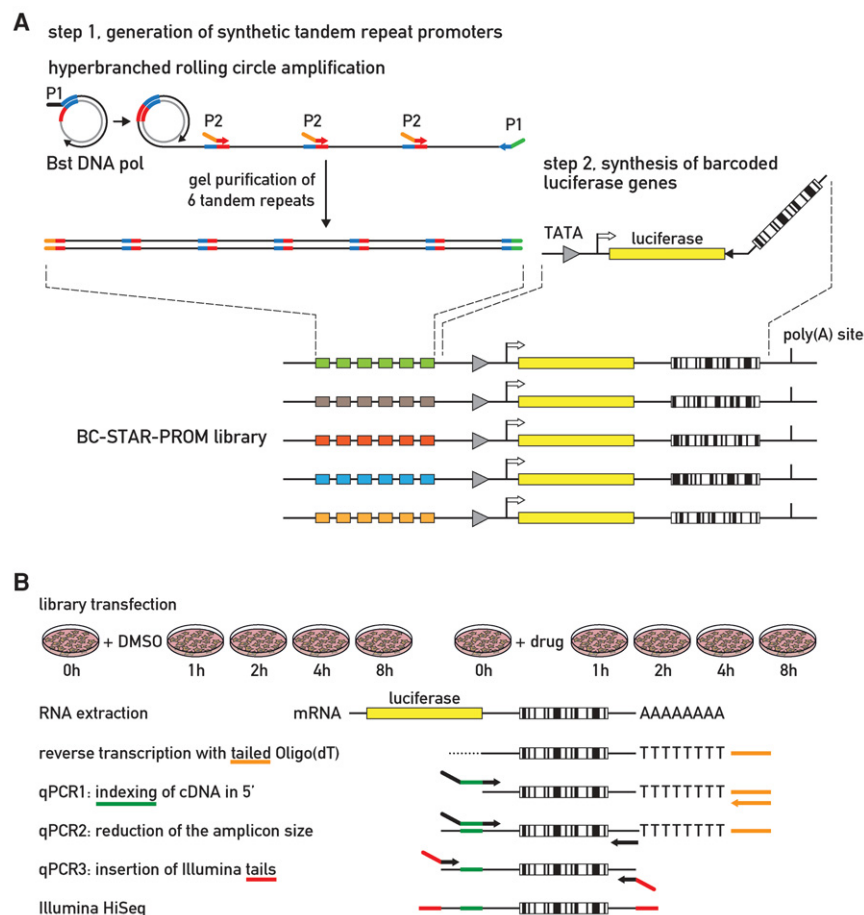 A
step 1, generation of synthetic tandem repeat promoters
hyperbranched rolling circle amplification
P1
P2
P2
P2
P1
Bst DNA pol
gel purification of
6 tandem repeats
step 2, synthesis of barcoded
luciferase genes
TATA
luciferase
poly(A) site
BC-STAR-PROM library
B
library transfection
+ DMSO
+ drug
0h 1h 2h 4h 8h 0h 1h 2h 4h 8h
luciferase
RNA extraction mRNA AAAAAAAA
reverse transcription with tailed Oligo(dT) TTTTTTTT
qPCR1: indexing of cDNA in 5' TTTTTTTT
qPCR2: reduction of the amplicon size TTTTTTTT
qPCR3: insertion of Illumina tails
Illumina HiSeq